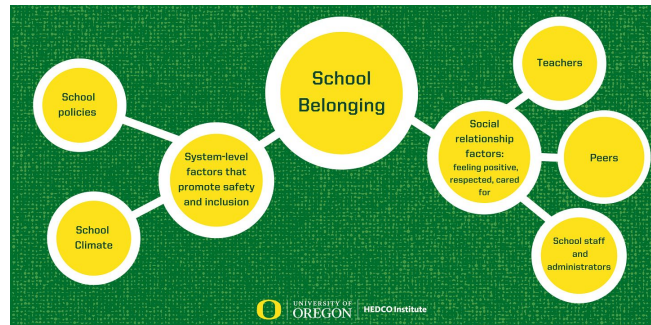 School
Belonging
School
policies
System-level
factors that
promote safety
and inclusion
School
Climate
Social
relationship
factors:
feeling positive,
respected, cared
for
Teachers
Peers
School staff
and
administrators
UNIVERSITY OF
OREGON
HEDCO Institute